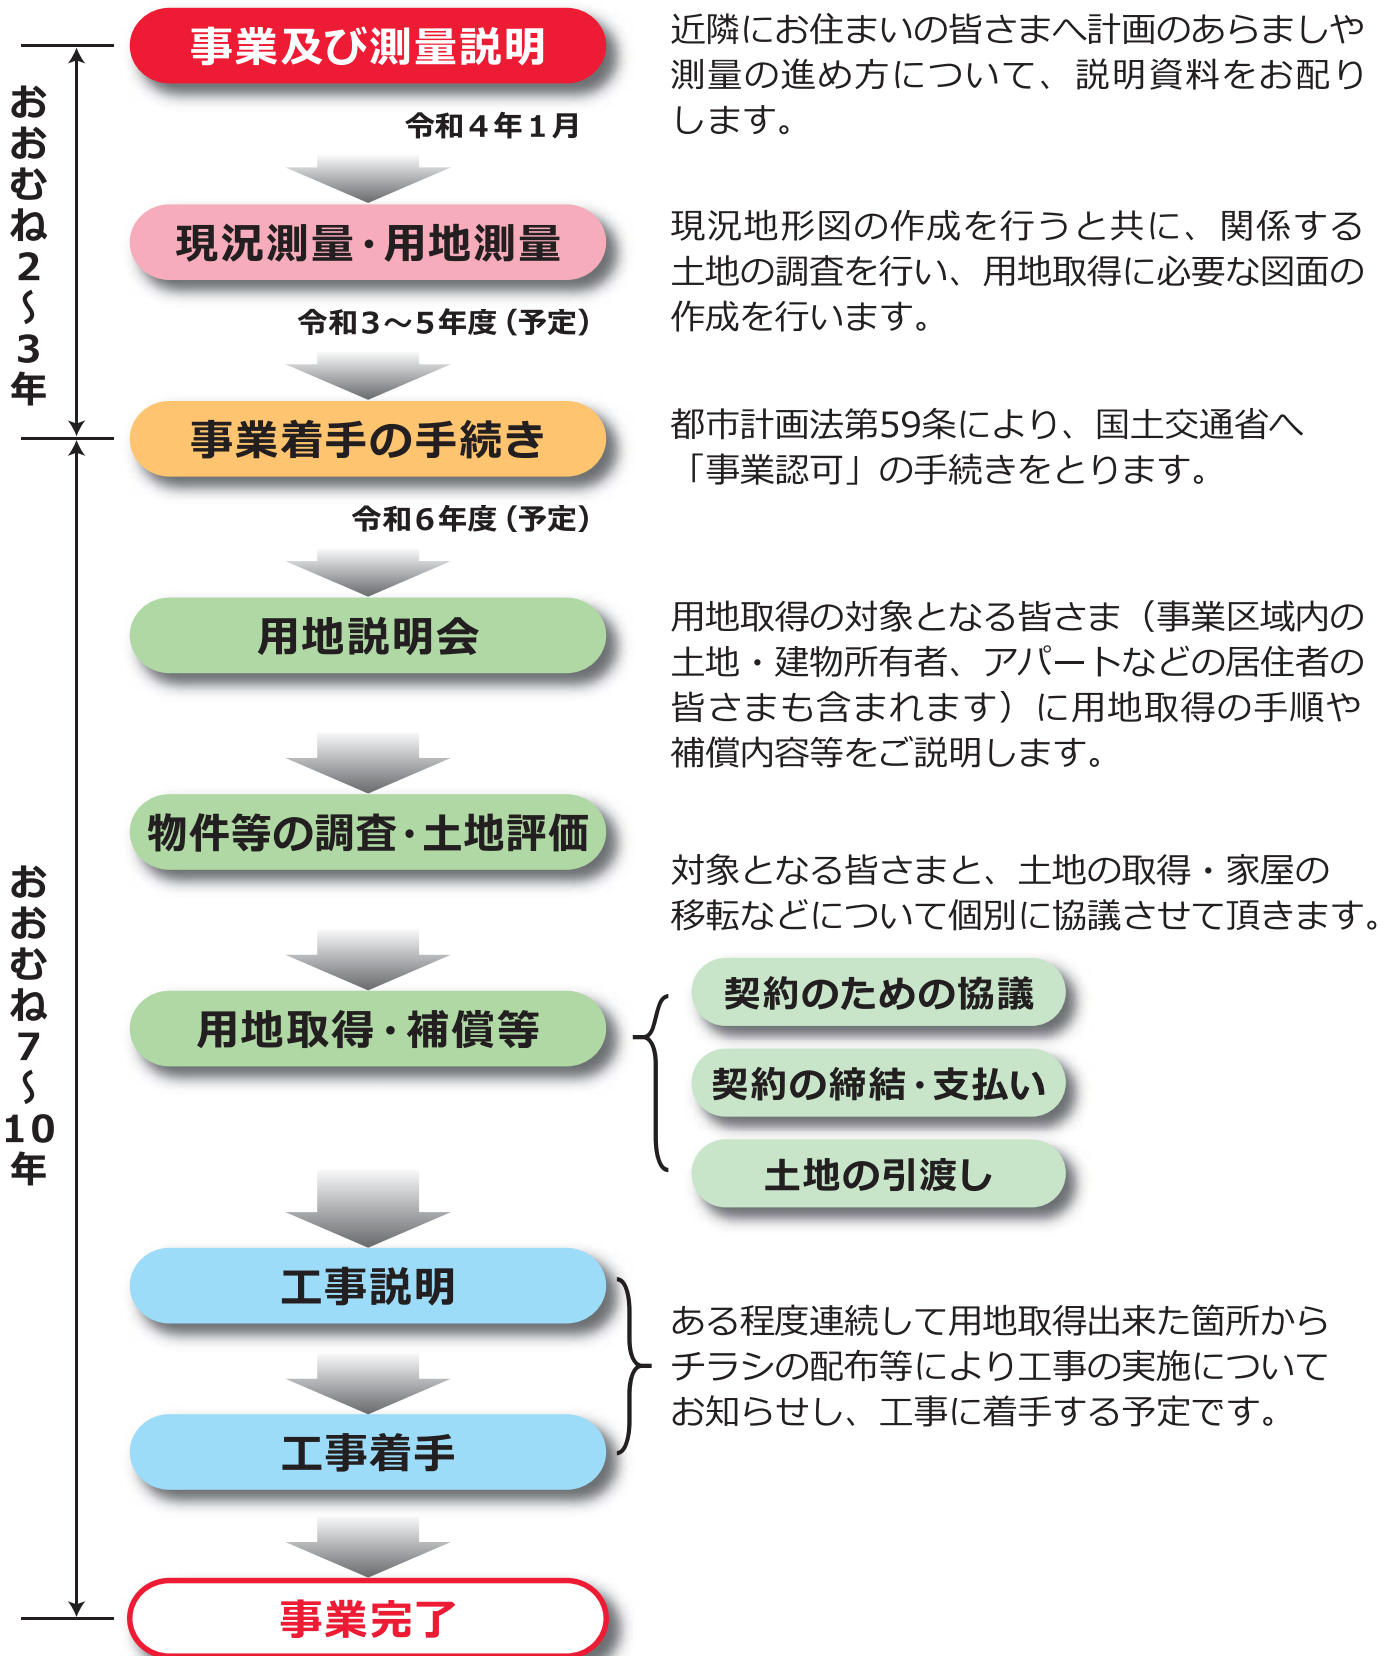 事業及び測量説明
近隣にお住まいの皆さまへ計画のあらましや
測量の進め方について、説明資料をお配り
します。
令和4年1月
おおむね2〜3年
現況測量・用地測量
現況地形図の作成を行うと共に、関係する
土地の調査を行い、用地取得に必要な図面の
作成を行います。
令和3〜5年度（予定）
事業着手の手続き
都市計画法第59条により、国土交通省へ
「事業認可」の手続きをとります。
令和6年度（予定）
用地説明会
用地取得の対象となる皆さま（事業区域内の
土地・建物所有者、アパートなどの居住者の
皆さまも含まれます）に用地取得の手順や
補償内容等をご説明します。
物件等の調査・土地評価
おおむね7〜10年
対象となる皆さまと、土地の取得・家屋の
移転などについて個別に協議させて頂きます。
用地取得・補償等
契約のための協議
契約の締結・支払い
土地の引渡し
工事説明
ある程度連続して用地取得出来た箇所から
チラシの配布等により工事の実施について
お知らせし、工事に着手する予定です。
工事着手
事業完了